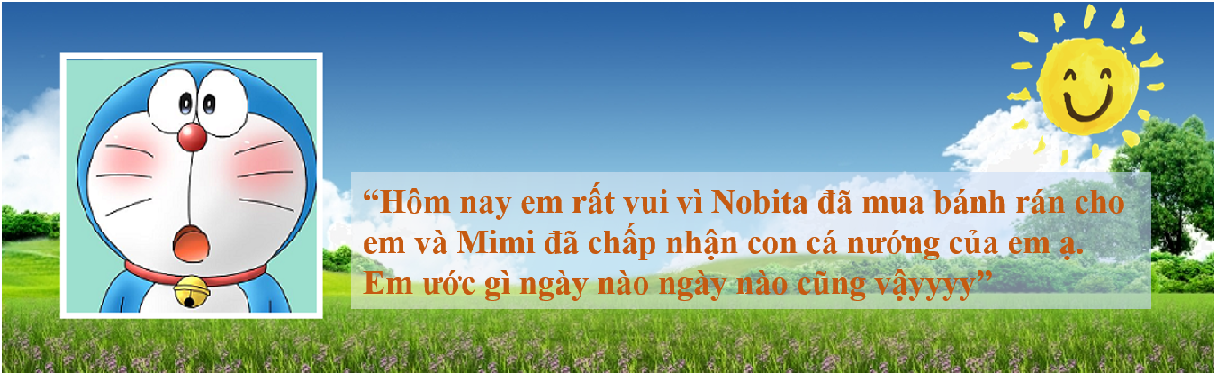 “Hôm nay em rất vui vì Nobita đã mua bánh rán cho
em và Mimi đã chấp nhận con cá nướng của em ạ.
Em ước gì ngày nào ngày nào cũng vậyyyy”